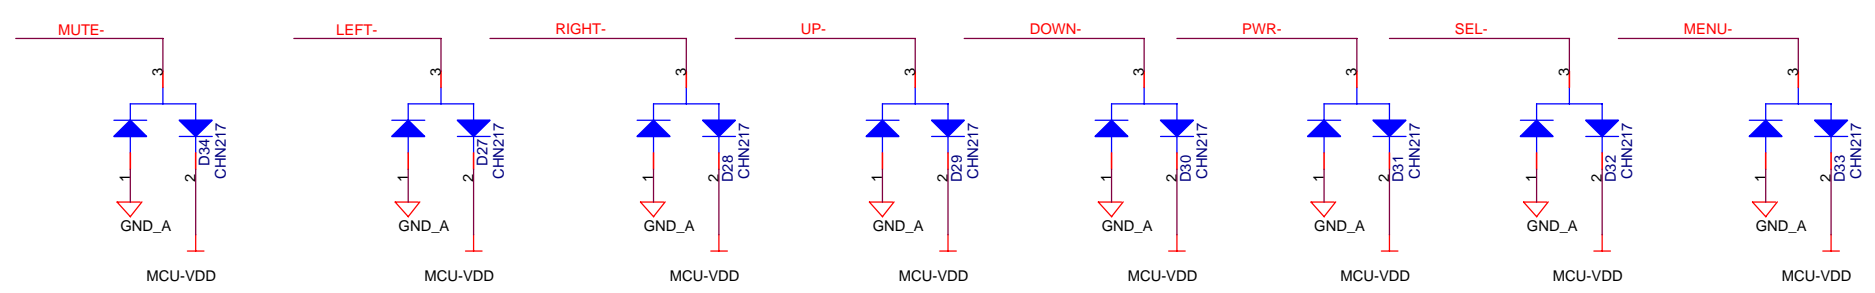 MUTE- LEFT- RIGHT- UP- DOWN- PWR- SEL- MENU-
3 3 3 3 3 3 3 3
1 2 D34 CHN217
1 2 D27 CHN217
1 2 D28 CHN217
1 2 D29 CHN217
1 2 D30 CHN217
1 2 D31 CHN217
1 2 D32 CHN217
1 2 D33 CHN217
GND_A GND_A GND_A GND_A GND_A GND_A GND_A GND_A
MCU-VDD MCU-VDD MCU-VDD MCU-VDD MCU-VDD MCU-VDD MCU-VDD MCU-VDD